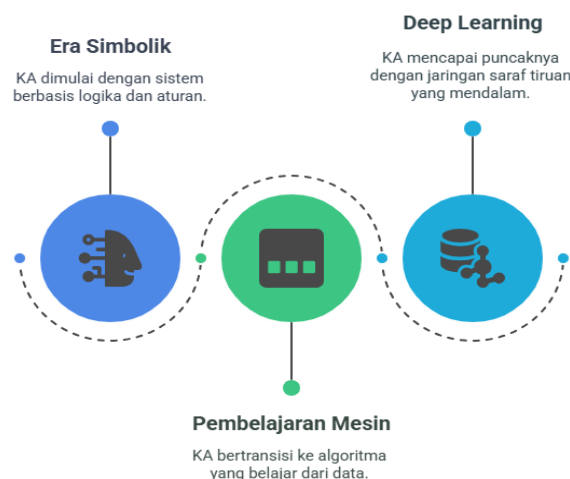 Era Simbolik
KA dimulai dengan sistem
berbasis logika dan aturan.
Deep Learning
KA mencapai puncaknya
dengan jaringan saraf tiruan
yang mendalam.
Pembelajaran Mesin
KA bertransisi ke algoritma
yang belajar dari data.